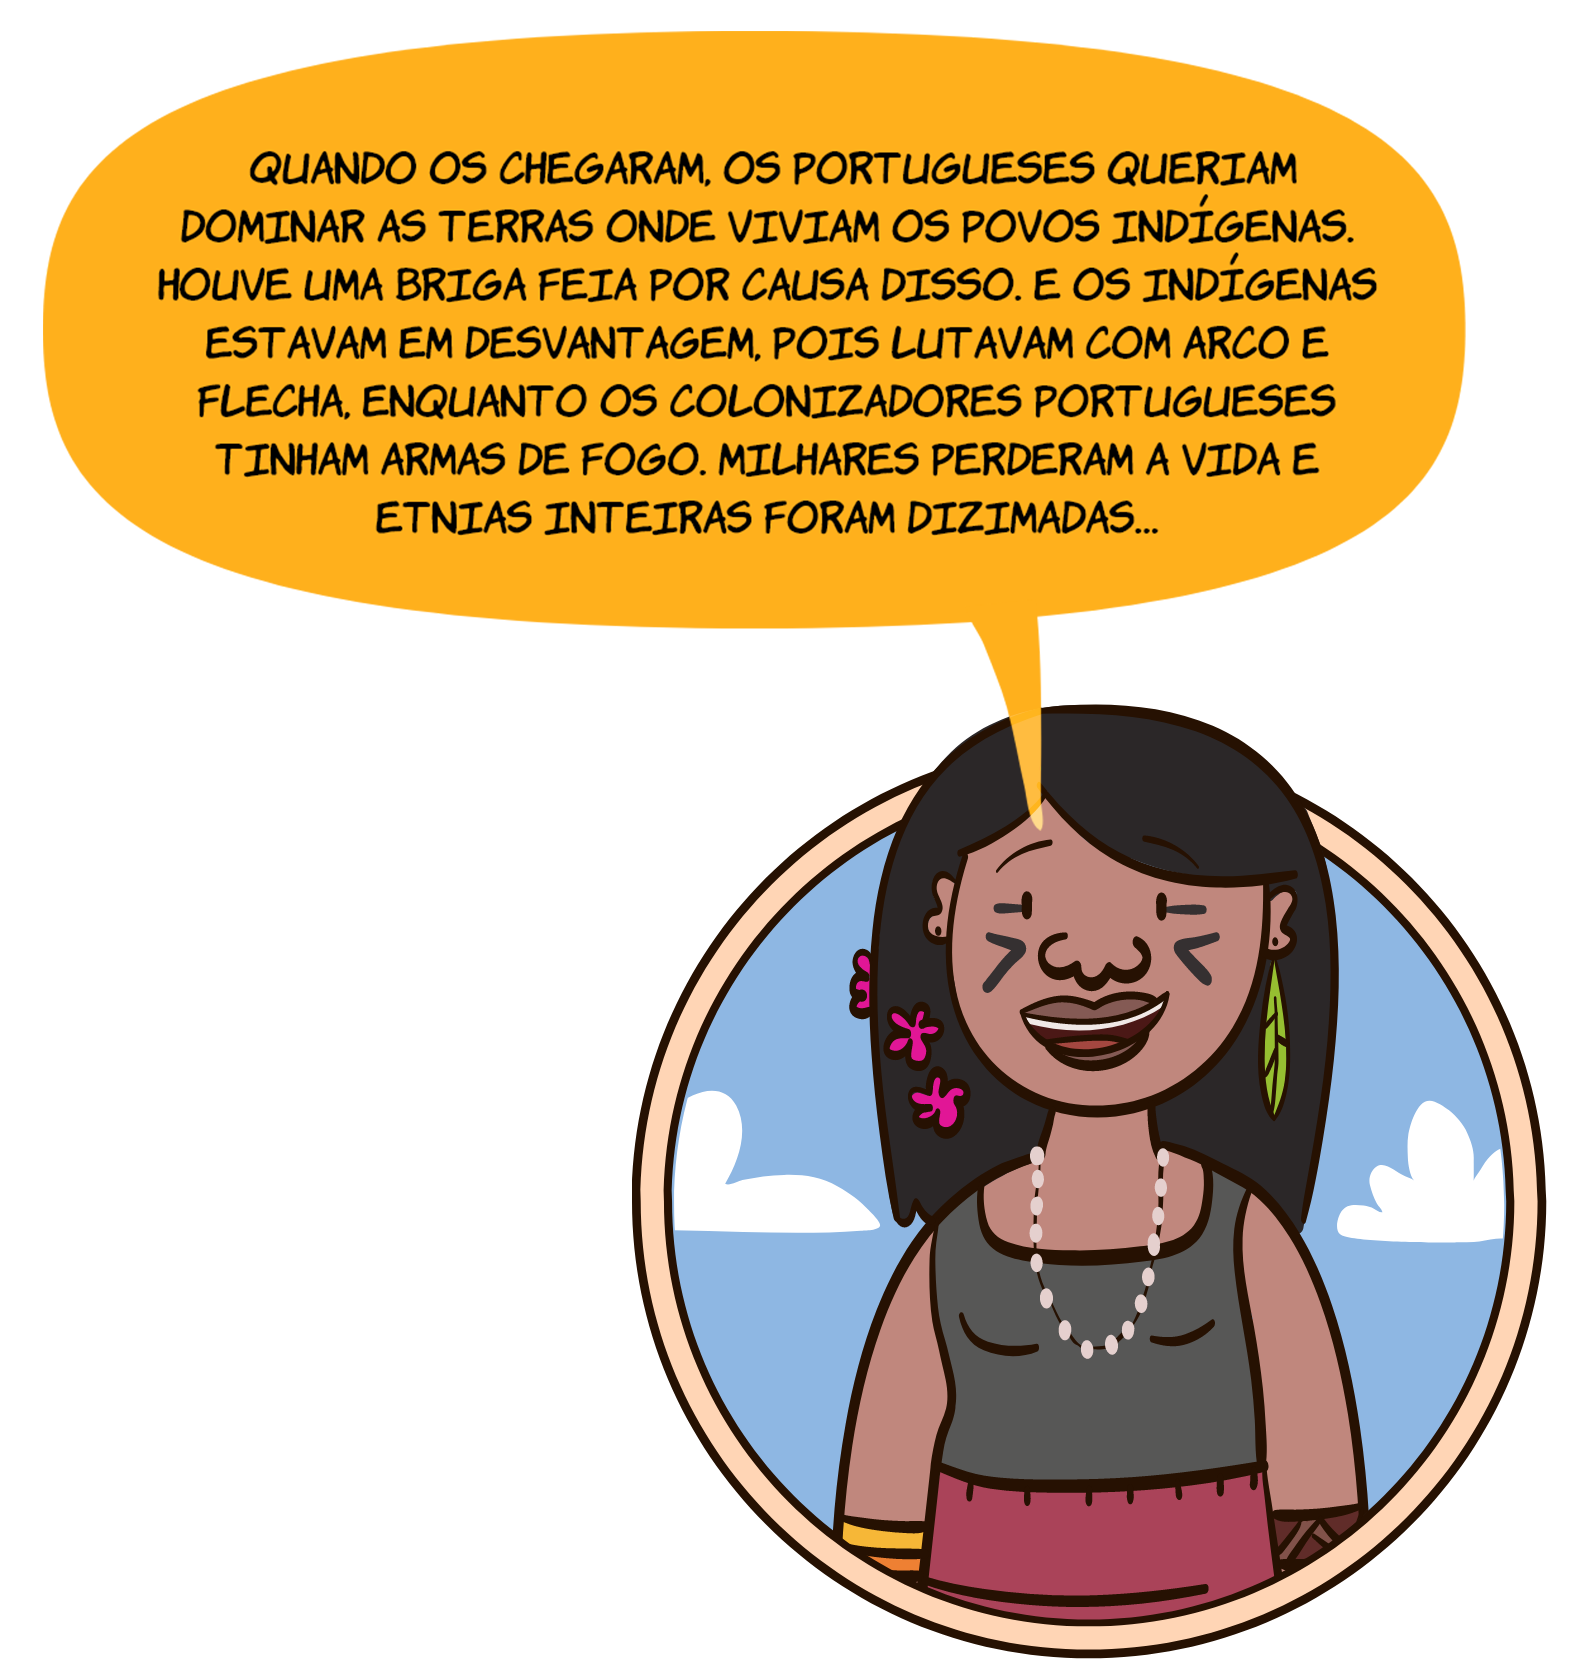 QUANDO OS CHEGARAM, OS PORTUGUESES QUERIAM
DOMINAR AS TERRAS ONDE VIVIAM OS POVOS INDÍGENAS.
HOUVE UMA BRIGA FEIA POR CAUSA DISSO. E OS INDÍGENAS
ESTAVAM EM DESVANTAGEM, POIS LUTAVAM COM ARCO E
FLECHA, ENQUANTO OS COLONIZADORES PORTUGUESES
TINHAM ARMAS DE FOGO. MILHARES PERDERAM A VIDA E
ETNIAS INTEIRAS FORAM DIZIMADAS...